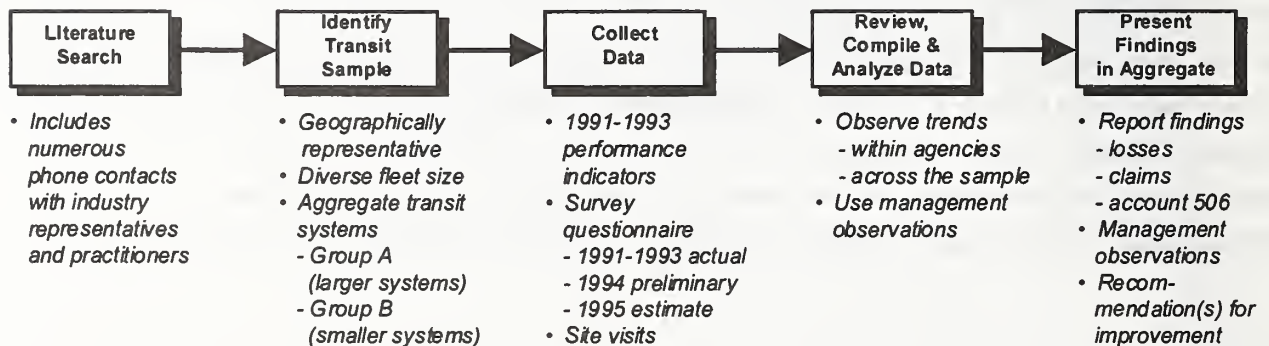 LIterature
Search
Identify
Transit
Sample
Collect
Data
Review,
Compile &
Analyze Data
Present
Findings
in Aggregate
• Includes
numerous
phone contacts
with industry
representatives
and practitioners
• Geographically
representative
• Diverse fleet size
• Aggregate transit
systems
- Group A
(larger systems)
- Group B
(smaller systems)
• 1991-1993
performance
indicators
• Survey
questionnaire
- 1991-1993 actual
- 1994 preliminary
- 1995 estimate
• Site visits
• Observe trends
- within agencies
- across the sample
• Use management
observations
• Report findings
- losses
- claims
- account 506
• Management
observations
• Recom-
mendation(s) for
improvement